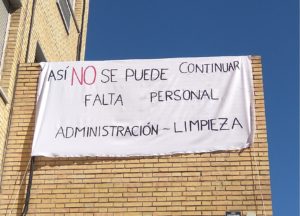 ASÍ NO SE PUEDE CONTINUAR
FALTA PERSONAL
ADMINISTRACIÓN ~ LIMPIEZA